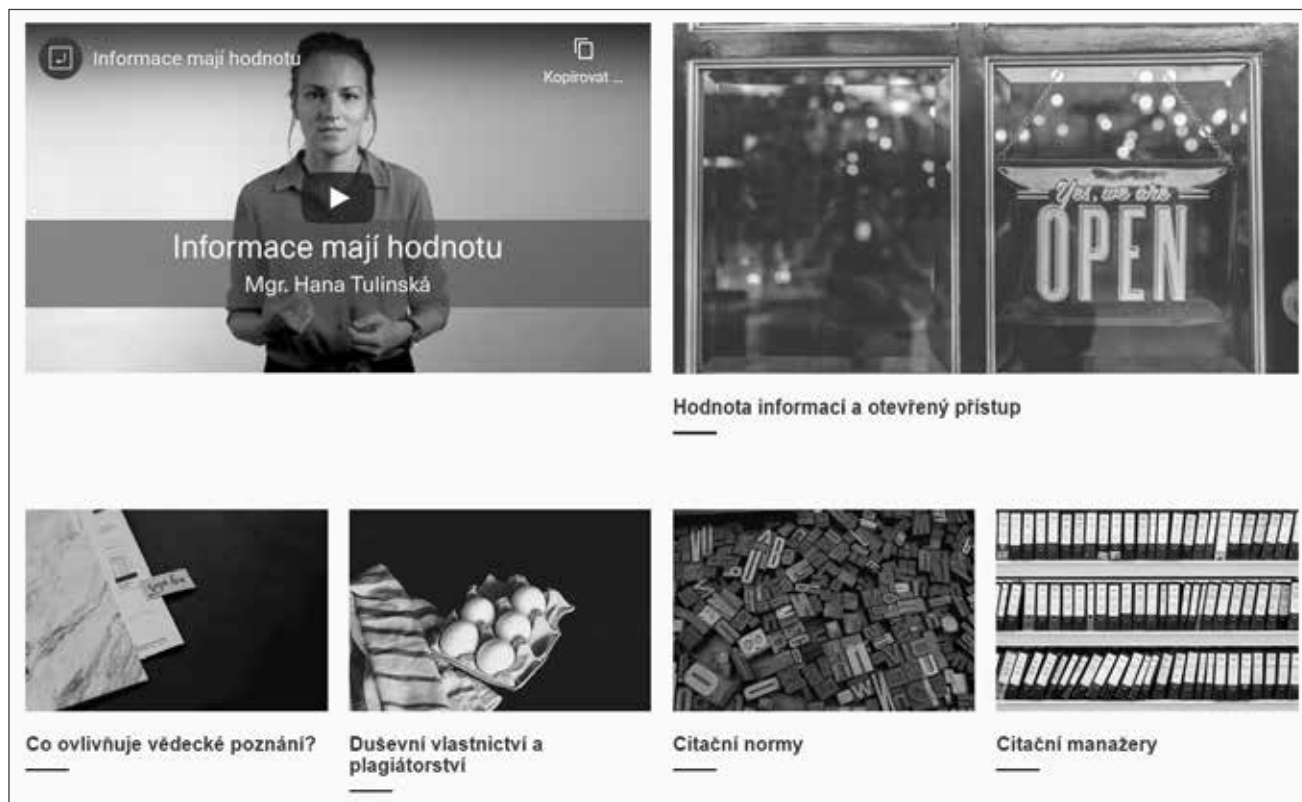 Informace mají hodnotu
Kopírovat ...
Informace mají hodnotu
Mgr. Hana Tulinská
Yes, we are
OPEN
Hodnota informací a otevřený přístup
Co ovlivňuje vědecké poznání?
Duševní vlastnictví a
plagiátorství
Citační normy
Citační manažery